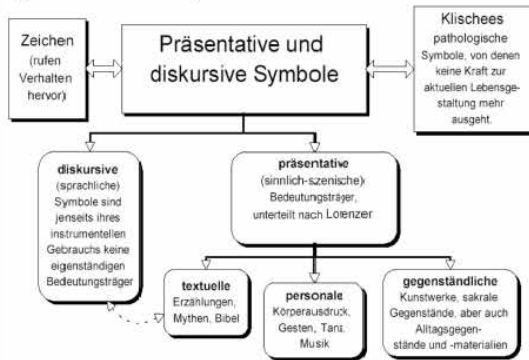 Zeichen
(rufen
Verhalten
hervor)
Präsentative und
diskursive Symbole
Klischees
pathologische
Symbole, von denen
keine Kraft zur
aktuellen Lebensge-
staltung mehr
ausgeht.
diskursive
(sprachliche)
Symbole sind
jenseits ihres
instrumentellen
Gebrauchs keine
eigenständigen
Bedeutungsträger
präsentative
(sinnlich-szenische)
Bedeutungsträger,
unterteilt nach Lorenzer
textuelle
Erzählungen,
Mythen, Bibel
personale
Körperausdruck,
Gesten, Tanz
Musik
gegenständliche
Kunstwerke, sakrale
Gegenstände, aber auch
Alltagsgegen-
stände und -materialien